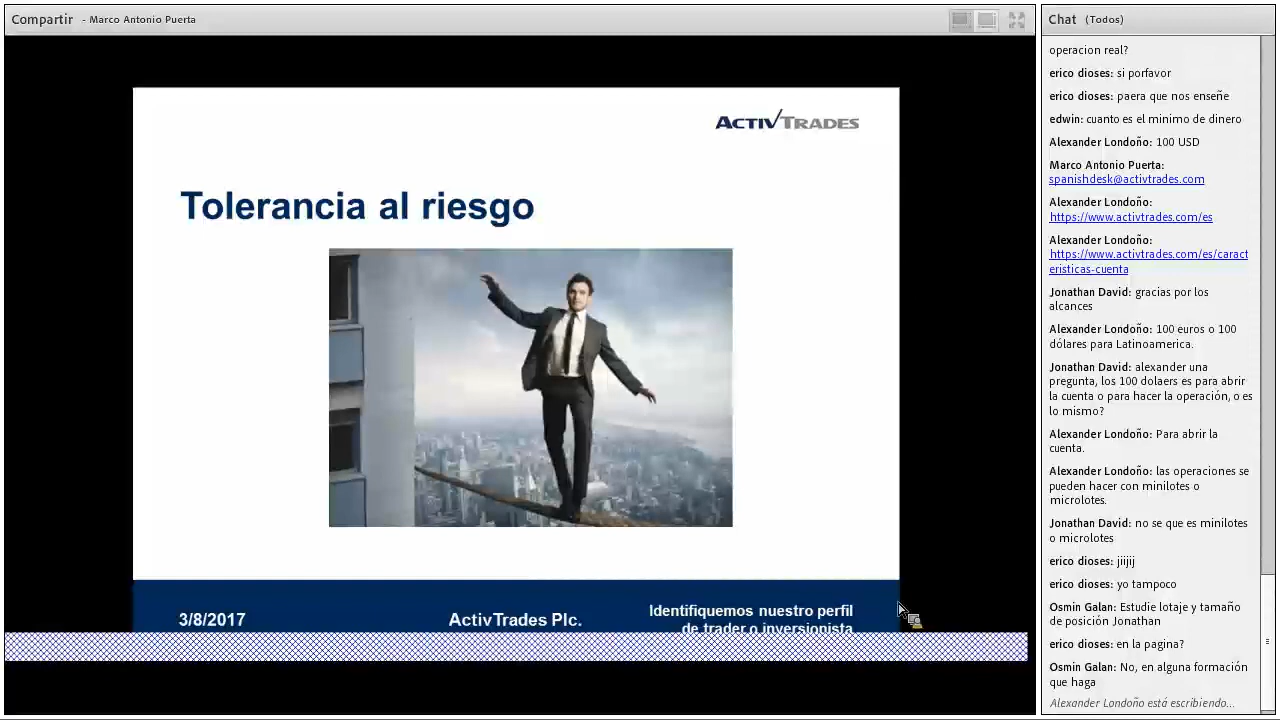 Compartir - Marco Antonio Puerta
ACTIVTRADES
Tolerancia al riesgo
3/8/2017
ActivTrades Plc.
Identifiquemos nuestro perfil
de trader o inversionista
Chat (Todos)
operacion real?
erico dioses: si porfavor
erico dioses: paera que nos enseñe
edwin: cuanto es el minimo de dinero
Alexander Londoño: 100 USD
Marco Antonio Puerta:
spanishdesk@activtrades.com
Alexander Londoño:
https://www.activtrades.com/es
Alexander Londoño:
https://www.activtrades.com/es/caract
eristicas-cuenta
Jonathan David: gracias por los
alcances
Alexander Londoño: 100 euros o 100
dólares para Latinoamerica.
Jonathan David: alexander una
pregunta, los 100 dolaers es para abrir
la cuenta o para hacer la operación, o es
lo mismo?
Alexander Londoño: Para abrir la
cuenta.
Alexander Londoño: las operaciones se
pueden hacer con minilotes o
microlotes.
Jonathan David: no se que es minilotes
o microlotes
erico dioses: jiijij
erico dioses: yo tampoco
Osmin Galan: Estudie lotaje y tamaño
de posición Jonathan
erico dioses: en la pagina?
Osmin Galan: No, en alguna formación
que haga
Alexander Londoño está escribiendo...